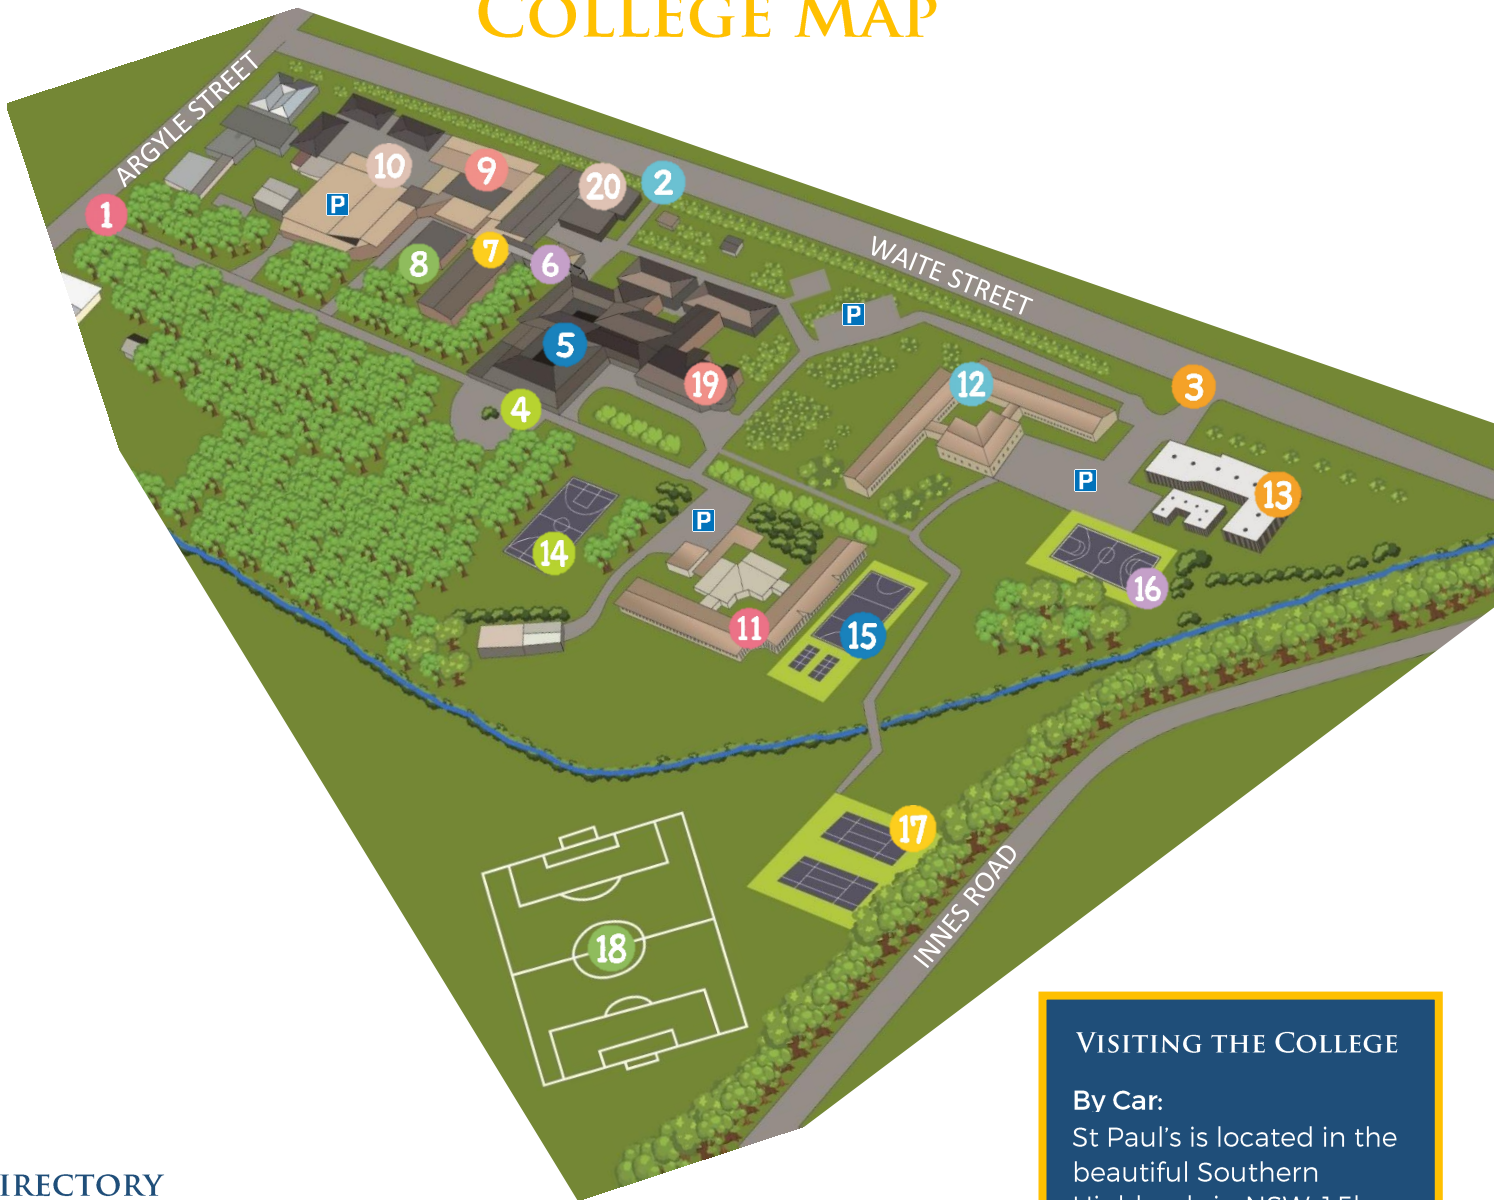 COLLEGE MAP
ARGYLE STREET
10
9
20
2
P
1
WAITE STREET
8
7
6
P
5
19
12
3
4
P
13
P
14
16
11
15
17
INNES ROAD
18
VISITING THE COLLEGE
By Car:
St Paul's is located in the
beautiful Southern
IRECTORY